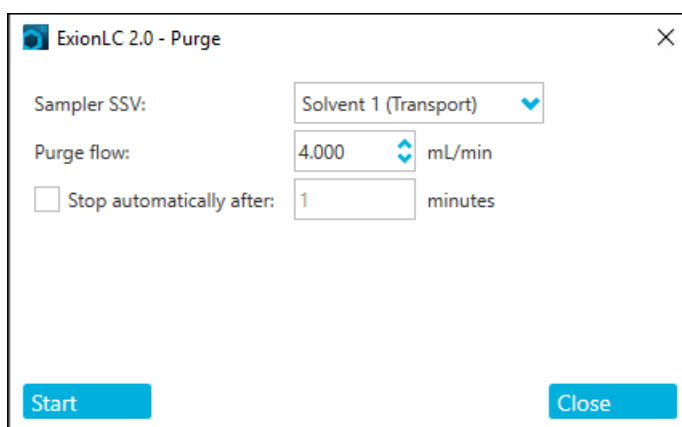 ExionLC 2.0 - Purge
Sampler SSV: Solvent 1 (Transport)
Purge flow: 4.000 mL/min
Stop automatically after: 1 minutes
Start Close